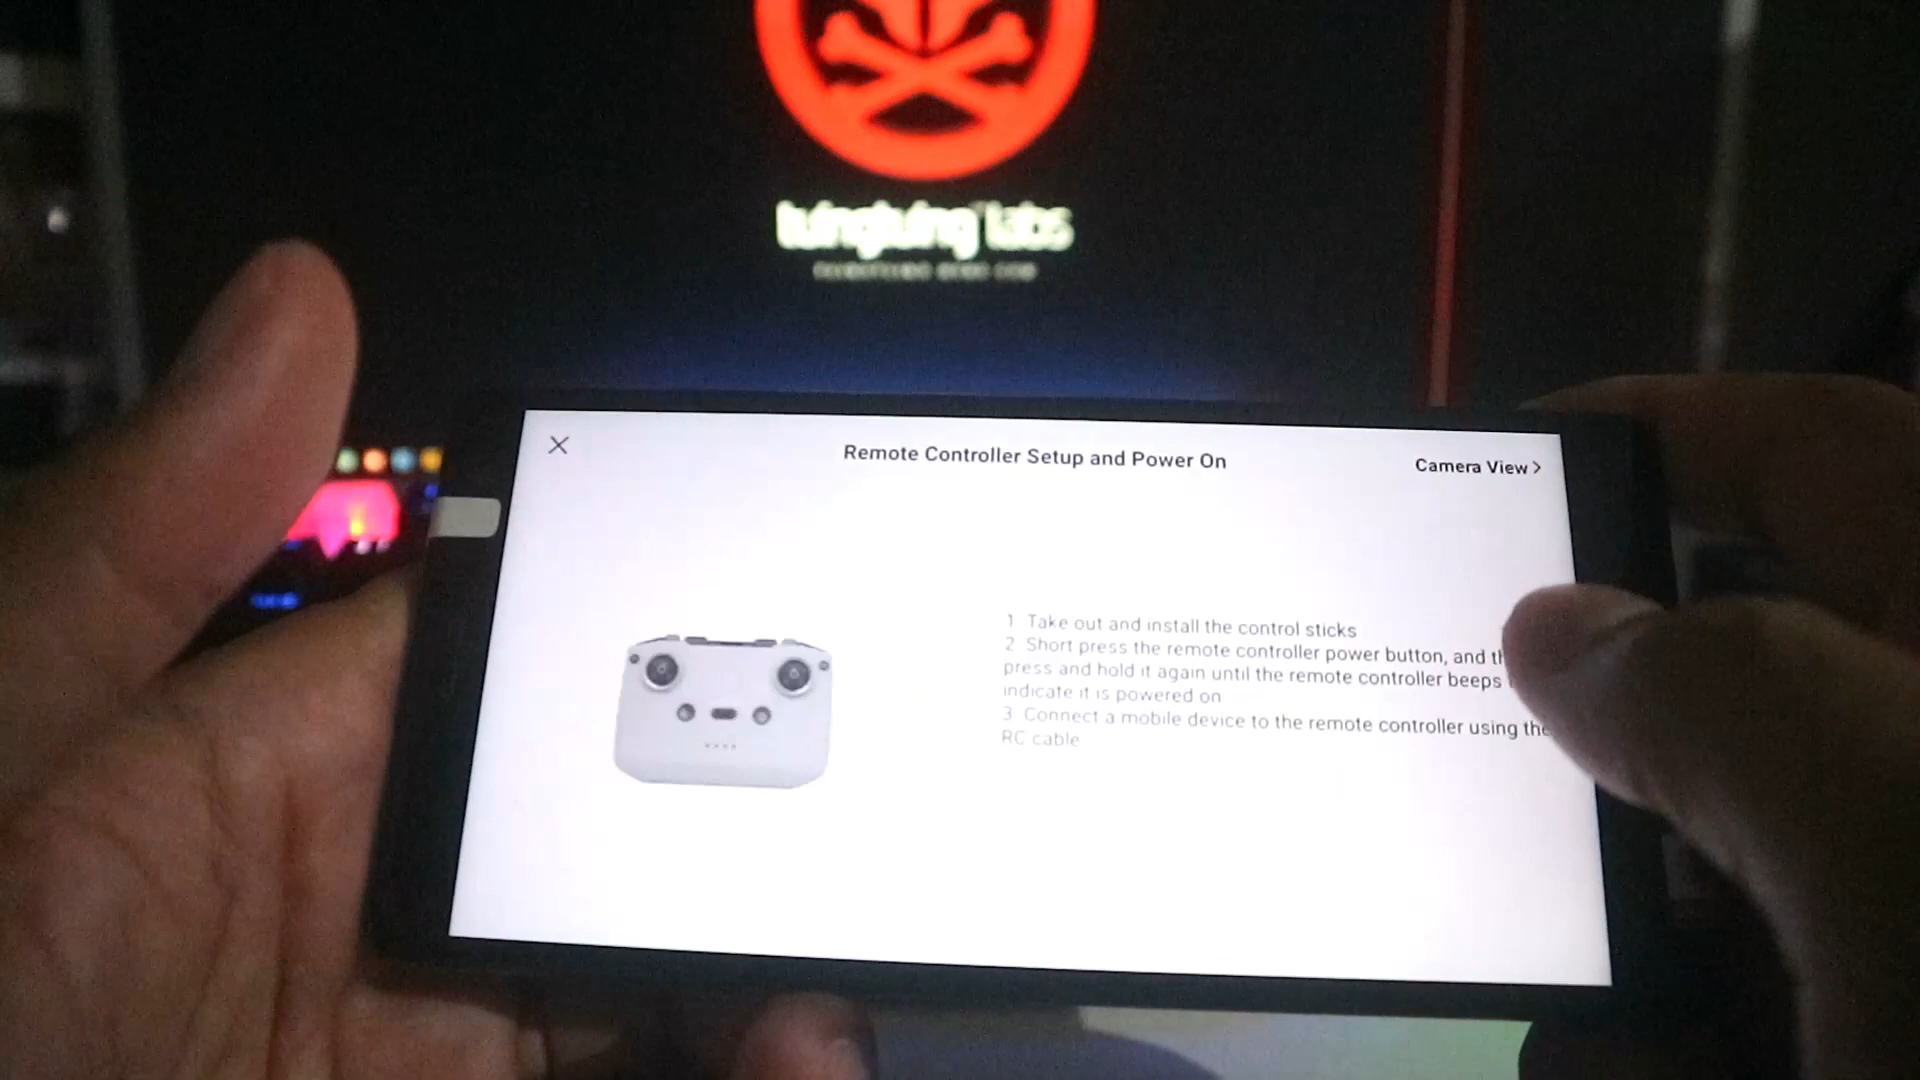 tuingtuing labs
Remote Controller Setup and Power On
Camera View >
1 Take out and install the control sticks
2 Short press the remote controller power button, and
press and hold it again until the remote controller beeps
indicate it is powered on
3 Connect a mobile device to the remote controller using the
RC cable